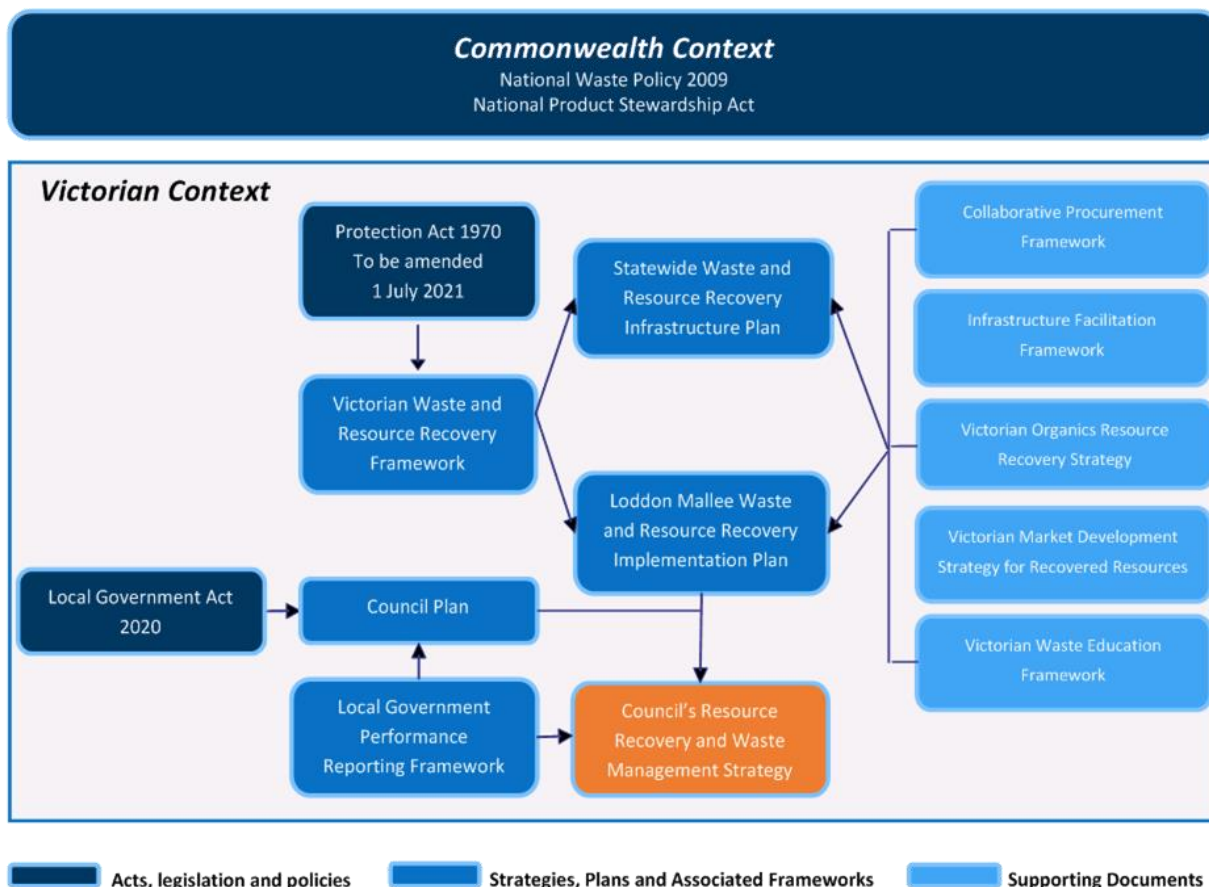 Commonwealth Context
National Waste Policy 2009
National Product Stewardship Act
Victorian Context
Protection Act 1970
To be amended
1 July 2021
Statewide Waste and
Resource Recovery
Infrastructure Plan
Collaborative Procurement
Framework
Infrastructure Facilitation
Framework
Victorian Waste and
Resource Recovery
Framework
Victorian Organics Resource
Recovery Strategy
Loddon Mallee Waste
and Resource Recovery
Implementation Plan
Victorian Market Development
Strategy for Recovered Resources
Local Government Act
2020
Council Plan
Victorian Waste Education
Framework
Local Government
Performance
Reporting Framework
Council’s Resource
Recovery and Waste
Management Strategy
Acts, legislation and policies
Strategies, Plans and Associated Frameworks
Supporting Documents